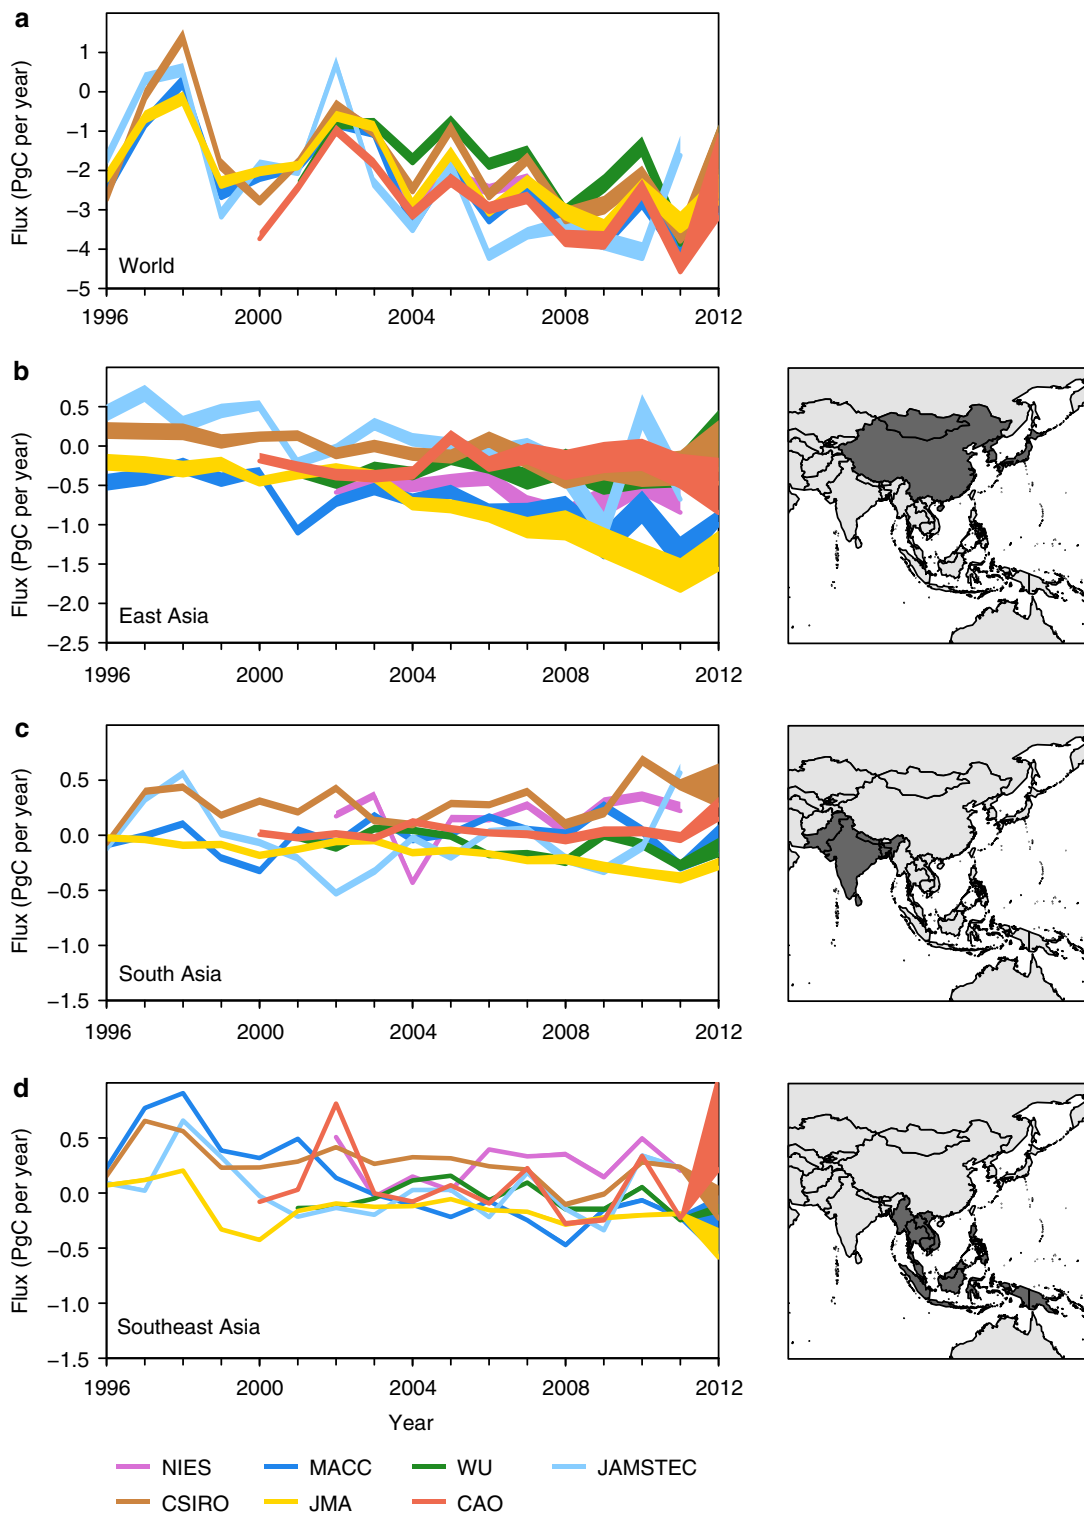 a
Flux (PgC per year)
1
0
−1
−2
−3
−4
−5
World
1996 2000 2004 2008 2012
b
Flux (PgC per year)
0.5
0.0
−0.5
−1.0
−1.5
−2.0
−2.5
East Asia
1996 2000 2004 2008 2012
c
Flux (PgC per year)
0.5
0.0
−0.5
−1.0
−1.5
South Asia
1996 2000 2004 2008 2012
d
Flux (PgC per year)
0.5
0.0
−0.5
−1.0
−1.5
Southeast Asia
1996 2000 2004 2008 2012
Year
NIES MACC WU JAMSTEC
CSIRO JMA CAO